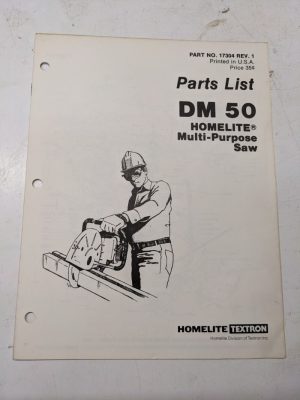 PART NO. 17304 REV. 1
Printed in U.S.A.
Price 35¢
Parts List
DM 50
HOMELITE®
Multi-Purpose
Saw
HOMELITE TEXTRON
Homelite Division of Textron Inc.